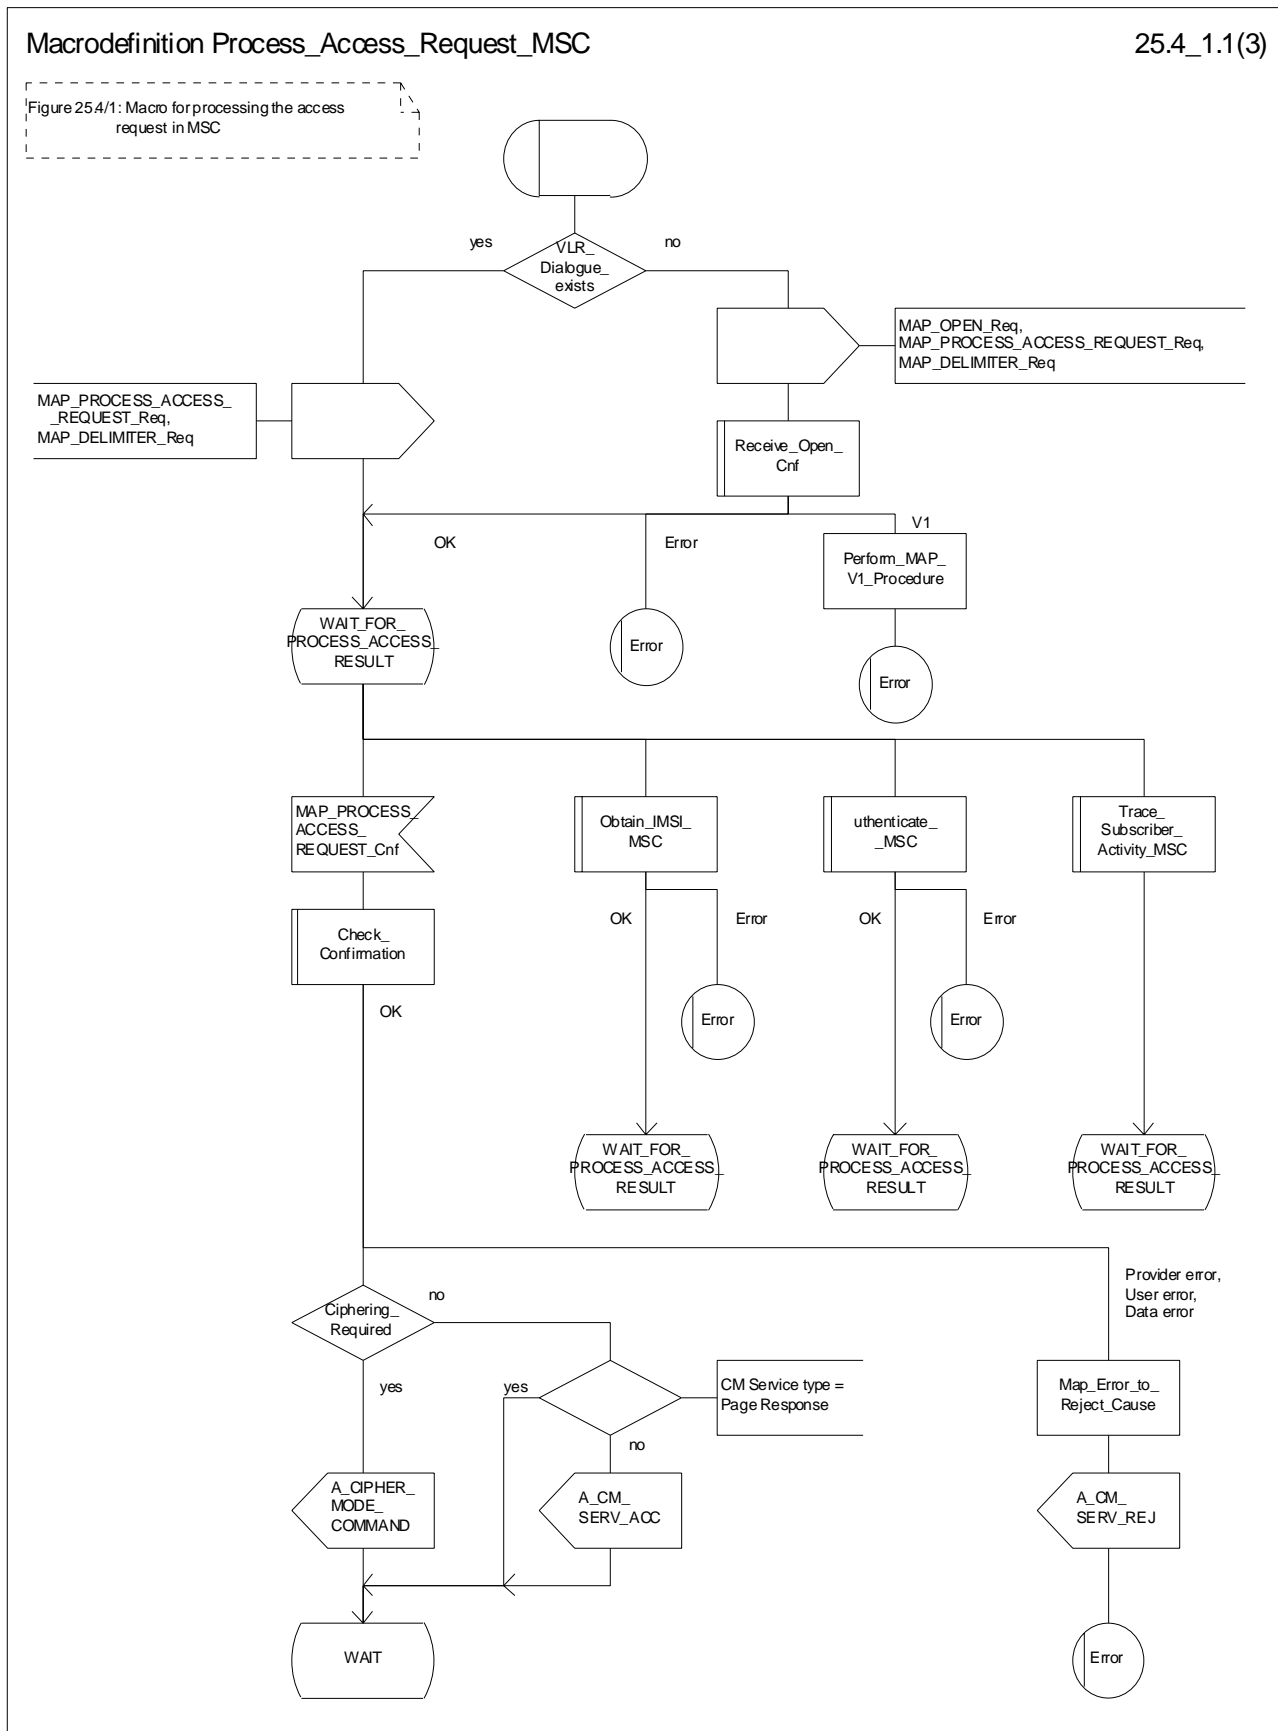 Macrodefinition Process_Access_Request_MSC
25.4_1.1(3)
Figure 25.4/1: Macro for processing the access
request in MSC
yes
VLR_
Dialogue_
exists
no
MAP_OPEN_Req,
MAP_PROCESS_ACCESS_REQUEST_Req,
MAP_DELIMITER_Req
MAP_PROCESS_ACCESS_
_REQUEST_Req,
MAP_DELIMITER_Req
Receive_Open_
Cnf
OK
Error
V1
Perform_MAP_
V1_Procedure
WAIT_FOR_
PROCESS_ACCESS_
RESULT
Error
Error
MAP_PROCESS_
ACCESS_
REQUEST_Cnf
Obtain_IMSI_
MSC
uthenticate_
_MSC
Trace_
Subscriber_
Activity_MSC
Check_
Confirmation
OK
Error
OK
Error
OK
Error
Error
WAIT_FOR_
PROCESS_ACCESS_
RESULT
WAIT_FOR_
PROCESS_ACCESS_
RESULT
WAIT_FOR_
PROCESS_ACCESS_
RESULT
Provider error,
User error,
Data error
Ciphering_
Required
no
yes
yes
CM Service type =
Page Response
no
Map_Error_to_
Reject_Cause
A_CIPHER_
MODE_
COMMAND
A_CM_
SERV_ACC
A_CM_
SERV_REJ
WAIT
Error